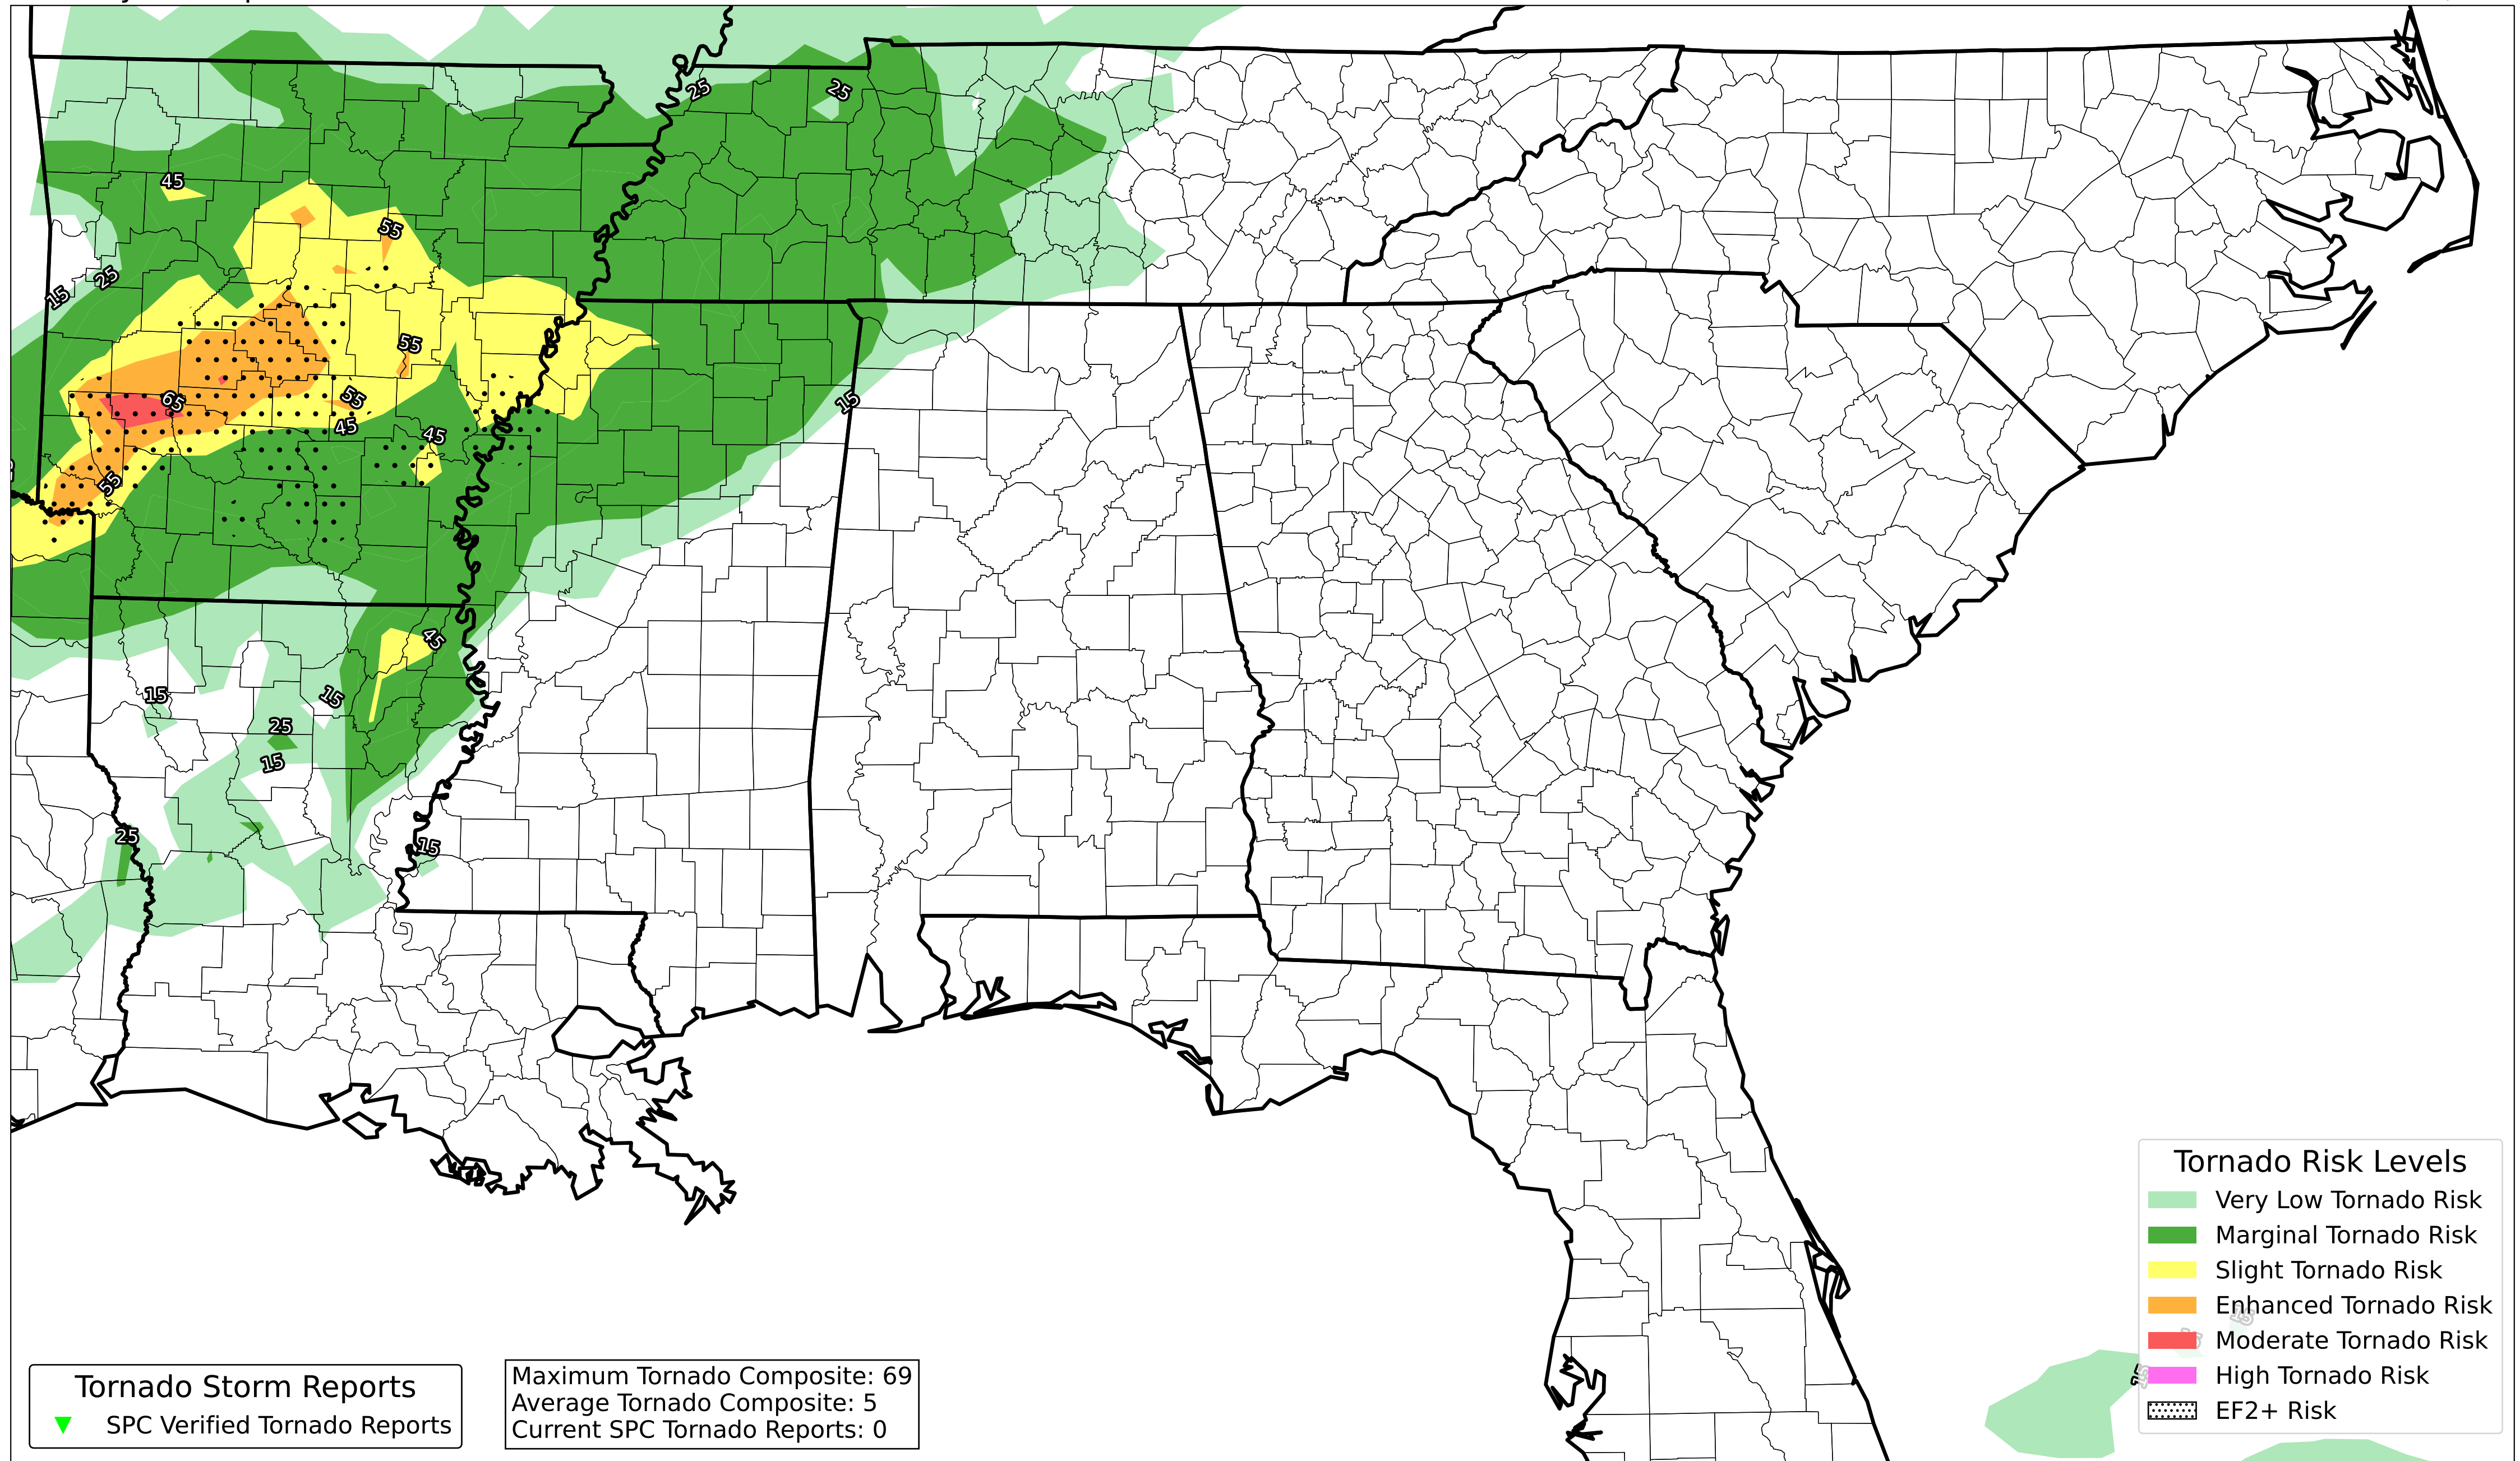 25
25
45
55
25
15
55
65
55
15
45
45
55
45
15
15
25
15
25
15
Tornado Risk Levels
Very Low Tornado Risk
Marginal Tornado Risk
Slight Tornado Risk
Enhanced Tornado Risk
Moderate Tornado Risk
High Tornado Risk
EF2+ Risk
Tornado Storm Reports
SPC Verified Tornado Reports
Maximum Tornado Composite: 69
Average Tornado Composite: 5
Current SPC Tornado Reports: 0